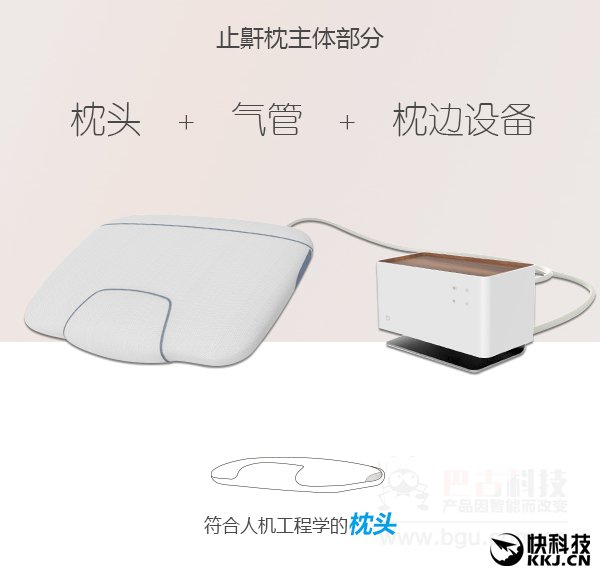 止鼾枕主体部分
枕头 + 气管 + 枕边设备
巴古科技
产品因智能而改变
www.bgu.
符合人机工程学的枕头
快科技
KKJ.CN